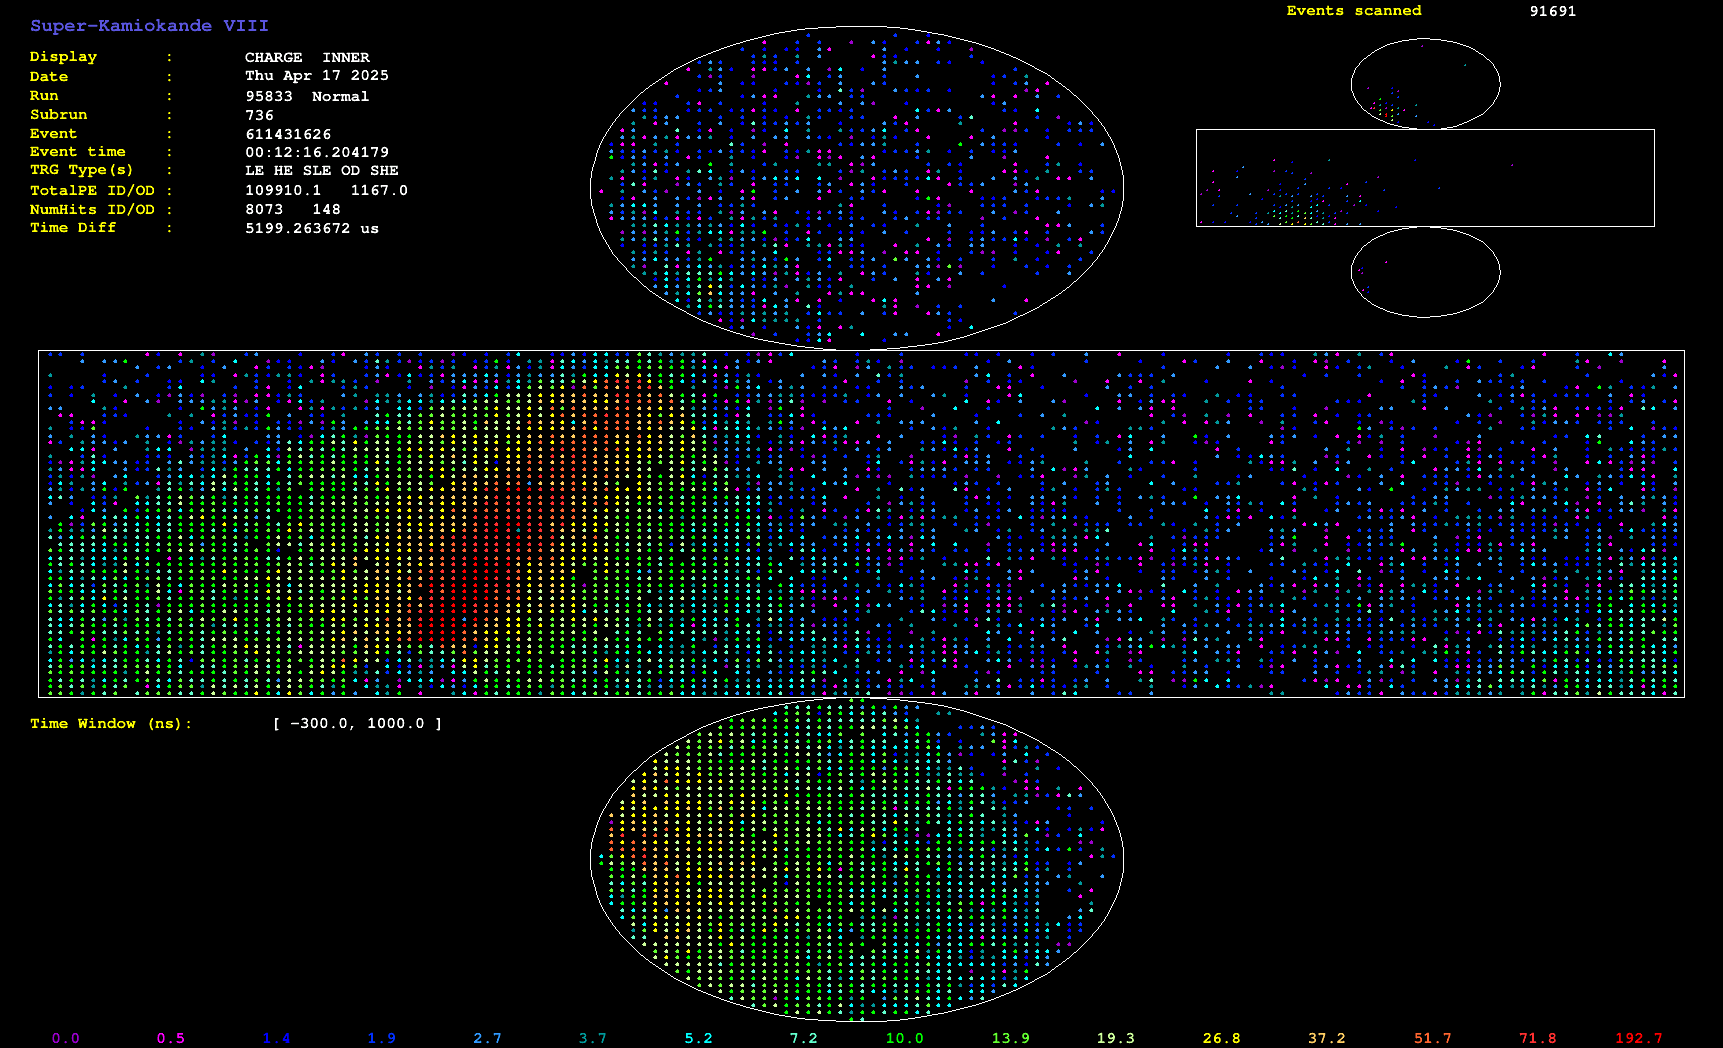 Super-Kamiokande VIII
Events scanned 91691
Display : CHARGE INNER
Date : Thu Apr 17 2025
Run : 95833 Normal
Subrun : 736
Event : 611431626
Event time : 00:12:16.204179
TRG Type(s) : LE HE SLE OD SHE
TotalPE ID/OD : 109910.1 1167.0
NumHits ID/OD : 8073 148
Time Diff : 5199.263672 us
Time Window (ns): [ -300.0, 1000.0 ]
0.0 0.5 1.4 1.9 2.7 3.7 5.2 7.2 10.0 13.9 19.3 26.8 37.2 51.7 71.8 192.7